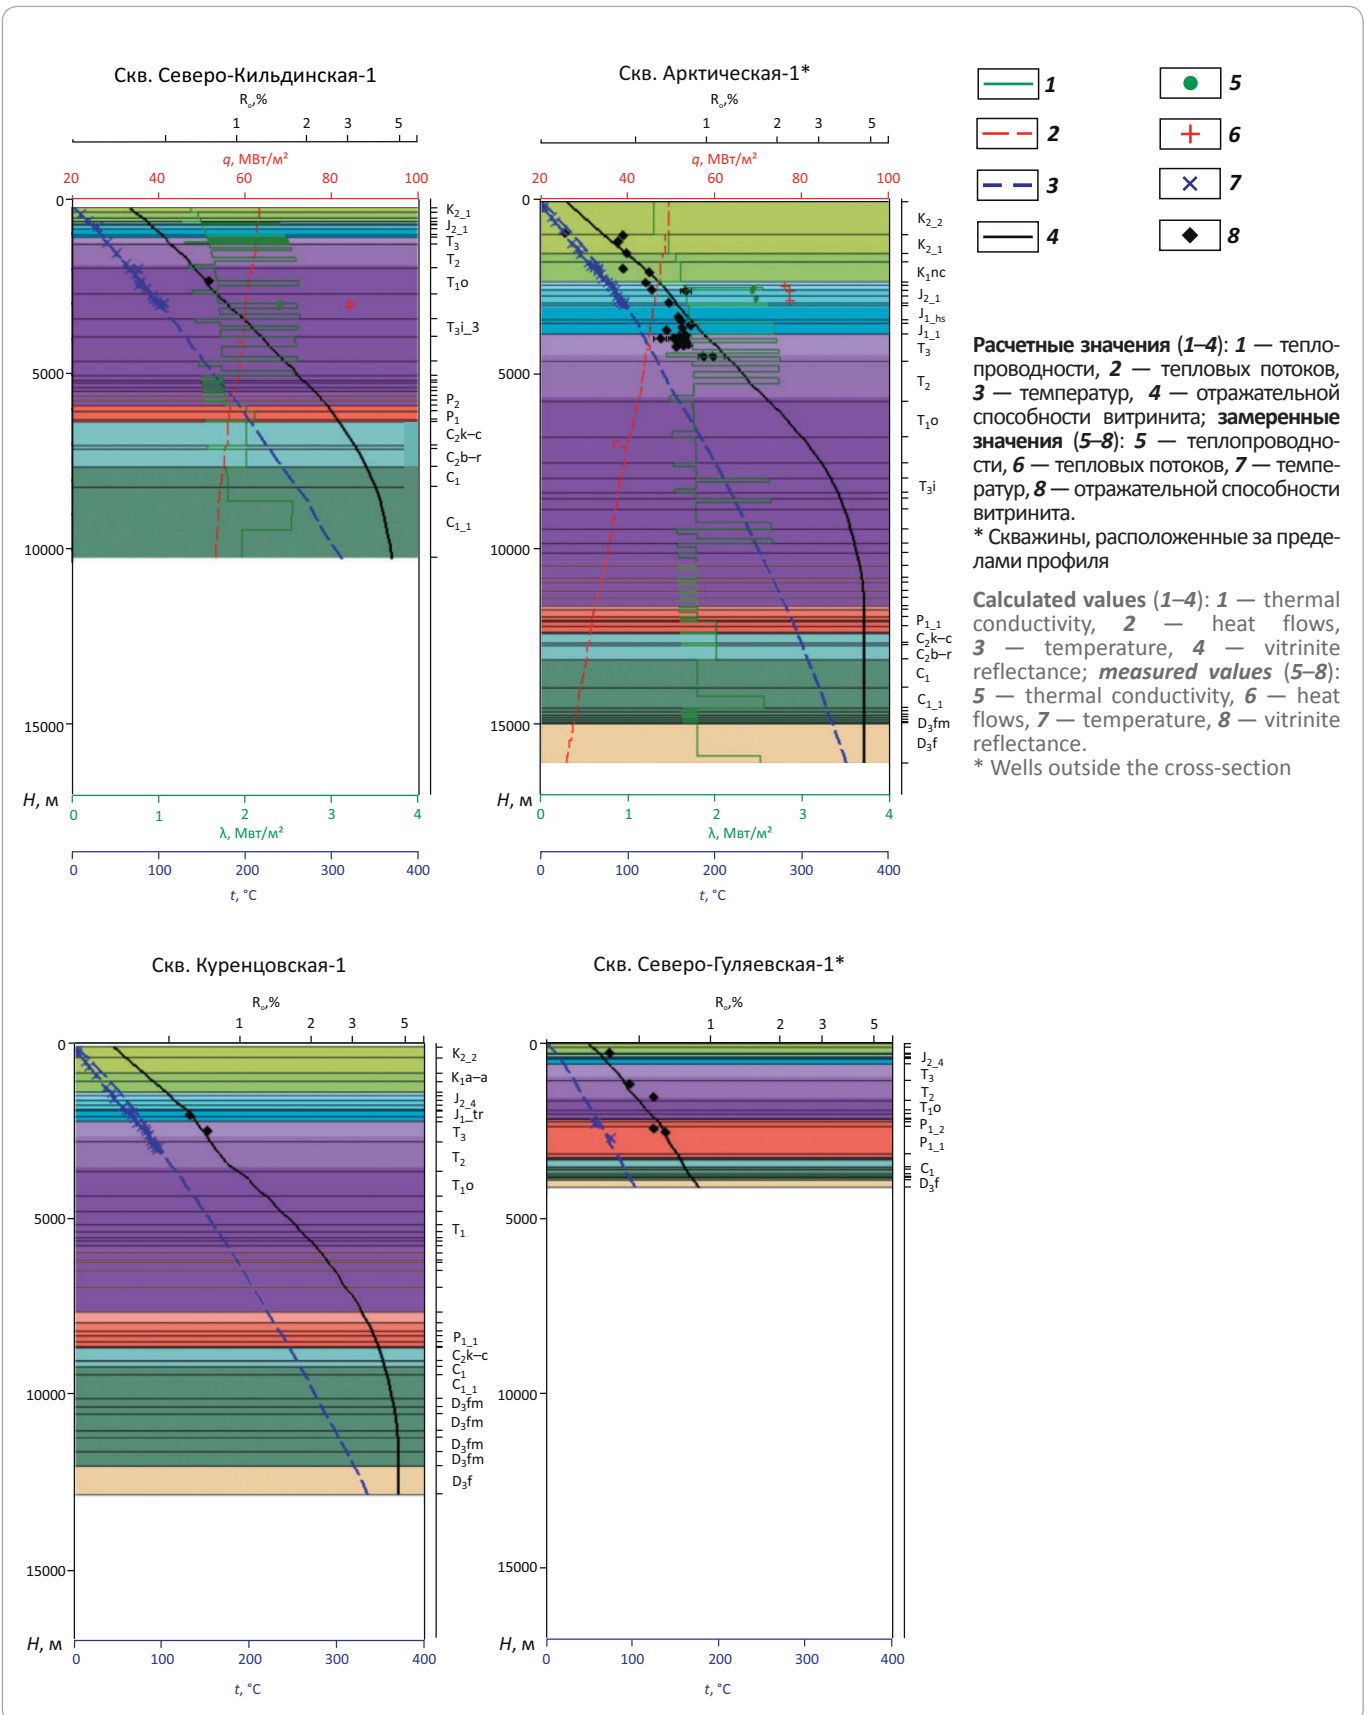 Скв. Северо-Кильдинская-1
R₀,%
1 2 3 5
q, МВт/м²
20 40 60 80 100
0
5000
10000
15000
H, м
K₂_₁
J₂_₁
T₃
T₂
T₁o
T₃i_3
P₂
P₁
C₂k–c
C₂b–r
C₁
C₁_₁
0 1 2 3 4
λ, Мвт/м²
0 100 200 300 400
t, °C
Скв. Арктическая-1*
R₀,%
1 2 3 5
q, МВт/м²
20 40 60 80 100
0
5000
10000
15000
H, м
K₂_₂
K₂_₁
K₁nc
J₂_₁
J₁_hs
J₁_₁
T₃
T₂
T₁o
T₃i
P₁_₁
C₂k–c
C₂b–r
C₁
C₁_₁
D₃fm
D₃f
0 1 2 3 4
λ, Мвт/м²
0 100 200 300 400
t, °C
1 5
2 6
3 7
4 8
Расчетные значения (1–4): 1 — тепло-
проводности, 2 — тепловых потоков,
3 — температур, 4 — отражательной
способности витринита; замеренные
значения (5–8): 5 — теплопроводно-
сти, 6 — тепловых потоков, 7 — темпе-
ратур, 8 — отражательной способности
витринита.
* Скважины, расположенные за преде-
лами профиля
Calculated values (1–4): 1 — thermal
conductivity, 2 — heat flows,
3 — temperature, 4 — vitrinite
reflectance; measured values (5–8):
5 — thermal conductivity, 6 — heat
flows, 7 — temperature, 8 — vitrinite
reflectance.
* Wells outside the cross-section
Скв. Куренцовская-1
R₀,%
1 2 3 5
0
5000
10000
15000
H, м
K₂_₂
K₁a–a
J₂_₄
J₁_tr
T₃
T₂
T₁o
T₁
P₁_₁
C₂k–c
C₁
C₁_₁
D₃fm
D₃fm
D₃fm
D₃fm
D₃f
0 100 200 300 400
t, °C
Скв. Северо-Гуляевская-1*
R₀,%
1 2 3 5
0
5000
10000
15000
H, м
J₂_₄
T₃
T₂
T₁o
P₁_₂
P₁_₁
C₁
D₃f
0 100 200 300 400
t, °C